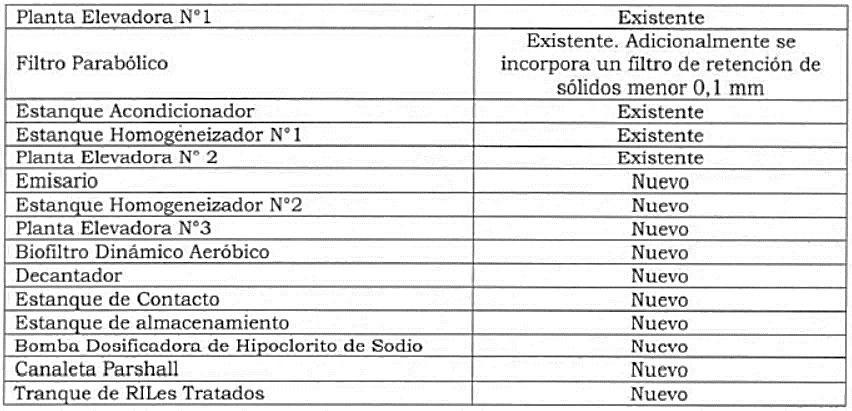 Planta Elevadora N°1 Existente
Filtro Parabólico Existente. Adicionalmente se
incorpora un filtro de retención de
sólidos menor 0,1 mm
Estanque Acondicionador Existente
Estanque Homogeneizador N°1 Existente
Planta Elevadora N° 2 Existente
Emisario Nuevo
Estanque Homogeneizador N°2 Nuevo
Planta Elevadora N°3 Nuevo
Biofiltro Dinámico Aeróbico Nuevo
Decantador Nuevo
Estanque de Contacto Nuevo
Estanque de almacenamiento Nuevo
Bomba Dosificadora de Hipoclorito de Sodio Nuevo
Canaleta Parshall Nuevo
Tranque de RILes Tratados Nuevo